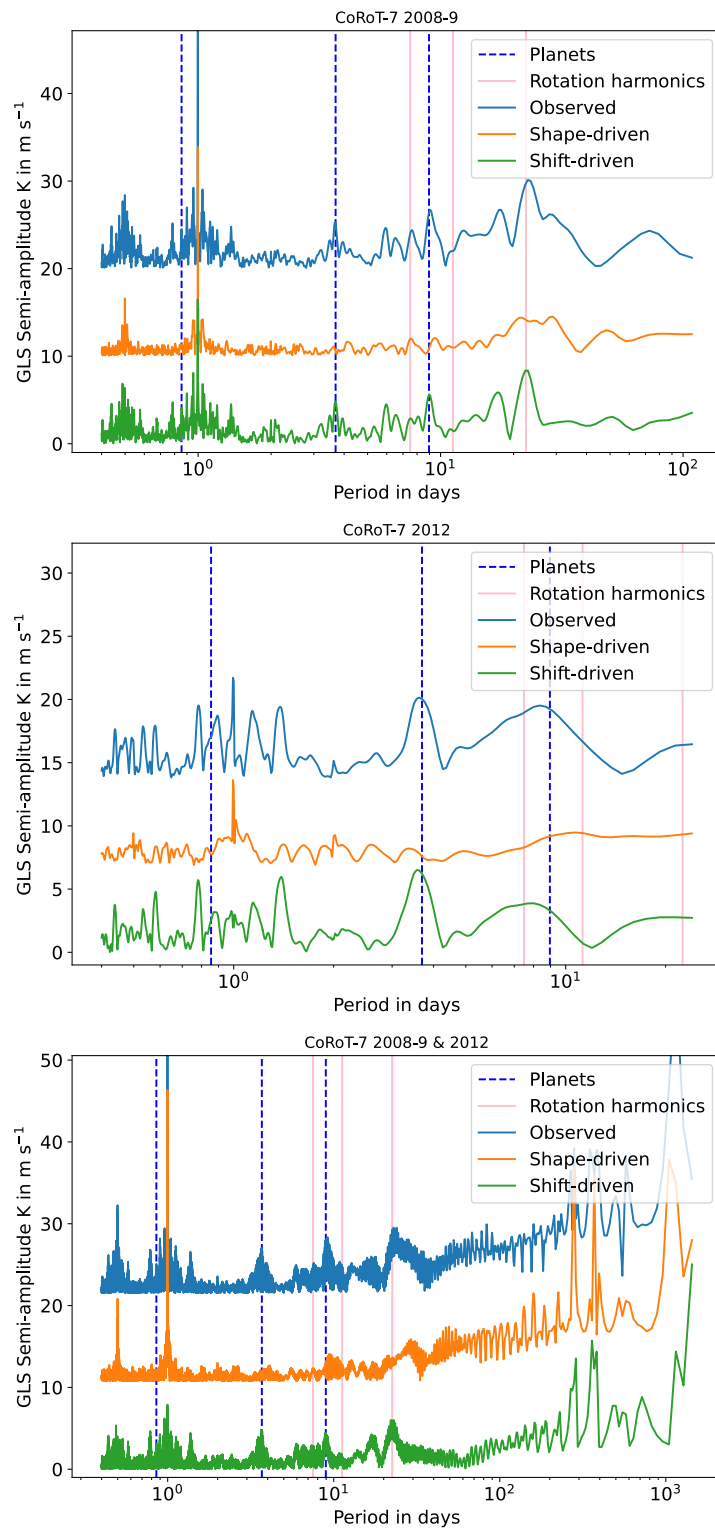 CoRoT-7 2008-9
GLS Semi-amplitude K in m s⁻¹
40
30
20
10
0
Planets
Rotation harmonics
Observed
Shape-driven
Shift-driven
10⁰
10¹
10²
Period in days
CoRoT-7 2012
GLS Semi-amplitude K in m s⁻¹
30
25
20
15
10
5
0
Planets
Rotation harmonics
Observed
Shape-driven
Shift-driven
10⁰
10¹
Period in days
CoRoT-7 2008-9 & 2012
GLS Semi-amplitude K in m s⁻¹
50
40
30
20
10
0
Planets
Rotation harmonics
Observed
Shape-driven
Shift-driven
10⁰
10¹
10²
10³
Period in days